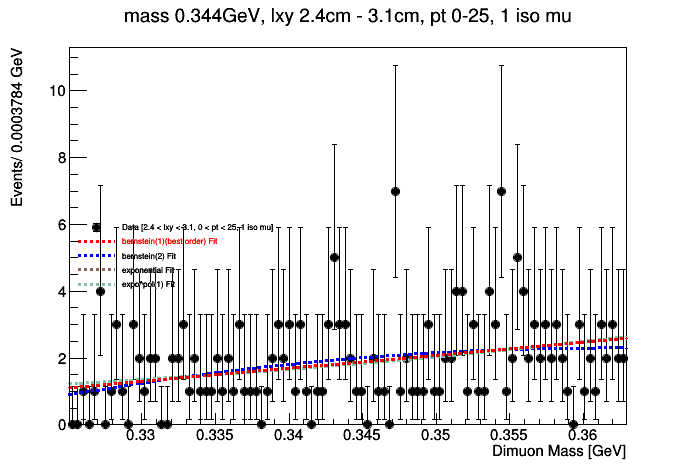 mass 0.344GeV, lxy 2.4cm - 3.1cm, pt 0-25, 1 iso mu
Events/ 0.0003784 GeV
10
8
6
4
2
0
Data [2.4 < lxy < 3.1, 0 < pt < 25, 1 iso mu]
bernstein(1)(best order) Fit
bernstein(2) Fit
exponential Fit
expo*pol(1) Fit
0.33 0.335 0.34 0.345 0.35 0.355 0.36
Dimuon Mass [GeV]